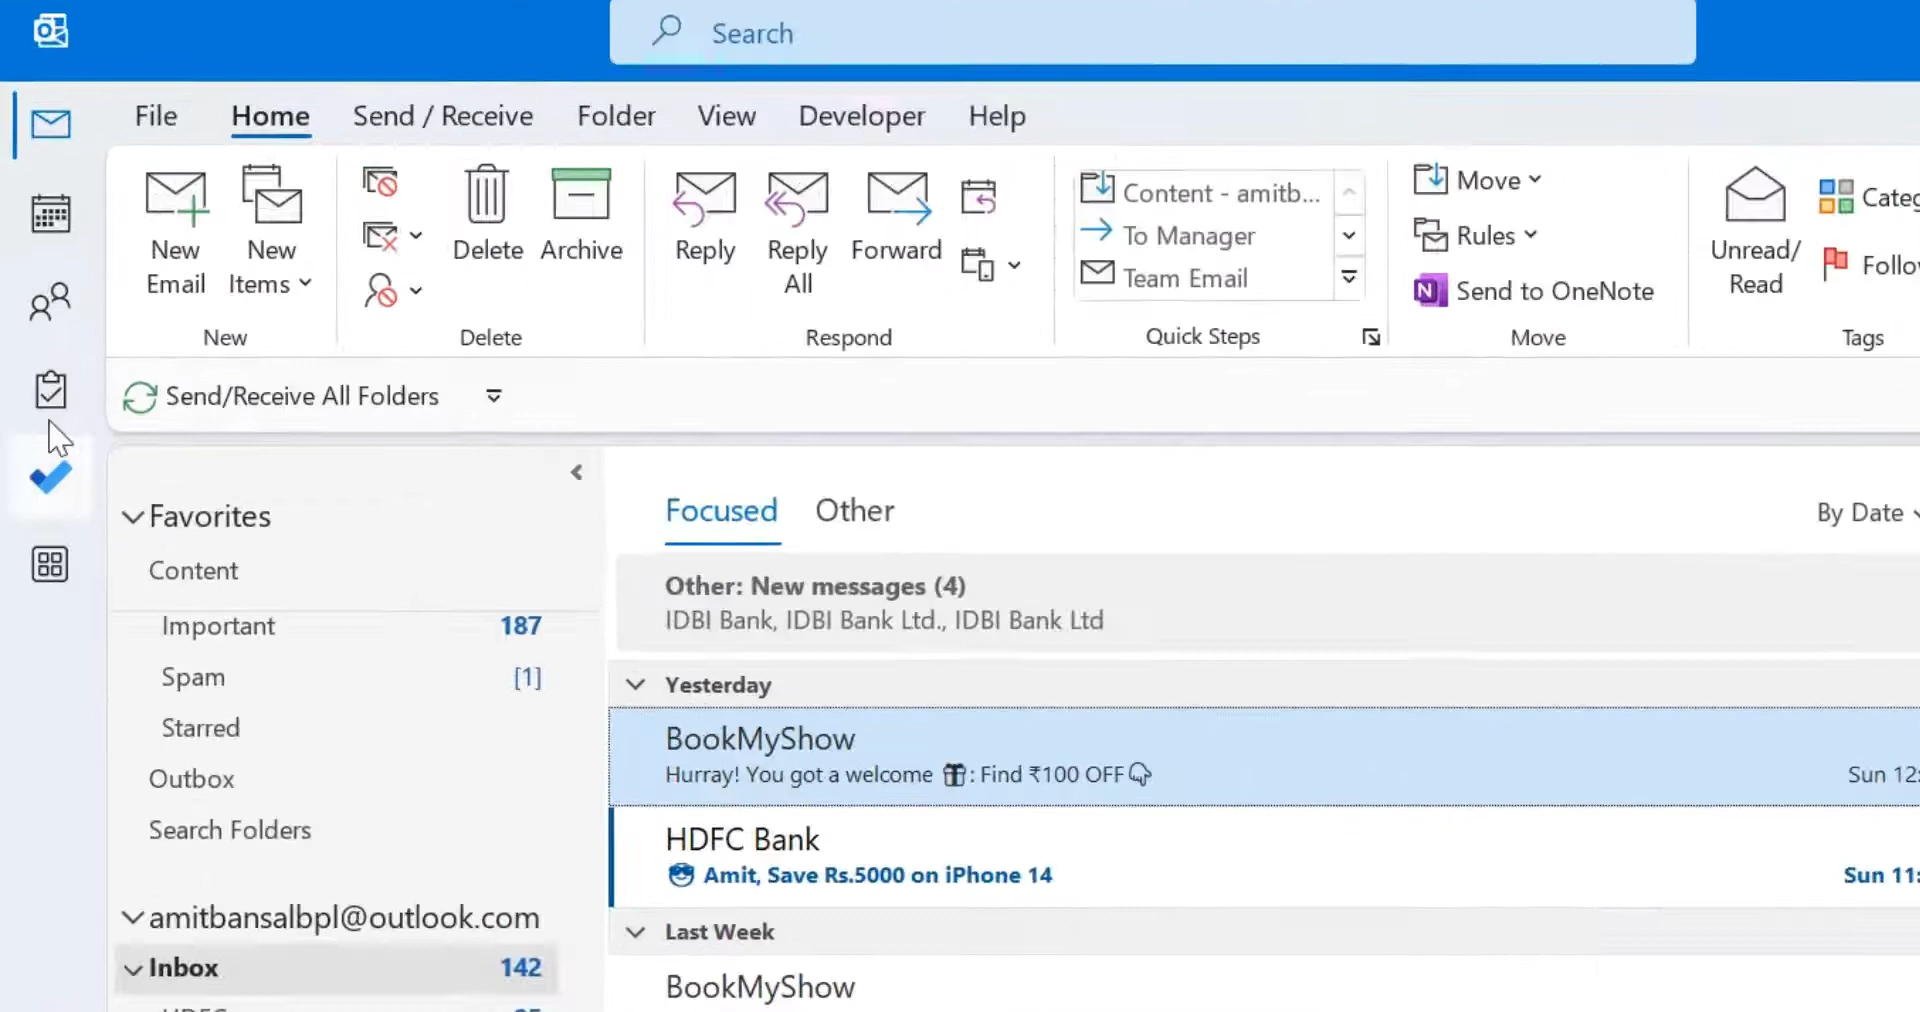 Search
File Home Send / Receive Folder View Developer Help
New Email
New Items
New
Delete
Archive
Delete
Reply
Reply All
Forward
Respond
Content - amitb...
To Manager
Team Email
Quick Steps
Move
Rules
Send to OneNote
Move
Unread/ Read
Tags
Send/Receive All Folders
Favorites
Content
Important 187
Spam [1]
Starred
Outbox
Search Folders
amitbansalbpl@outlook.com
Inbox 142
Focused Other By Date
Other: New messages (4)
IDBI Bank, IDBI Bank Ltd., IDBI Bank Ltd
Yesterday
BookMyShow
Hurray! You got a welcome 🎁: Find ₹100 OFF Sun 12:
HDFC Bank
😎 Amit, Save Rs.5000 on iPhone 14 Sun 11:
Last Week
BookMyShow